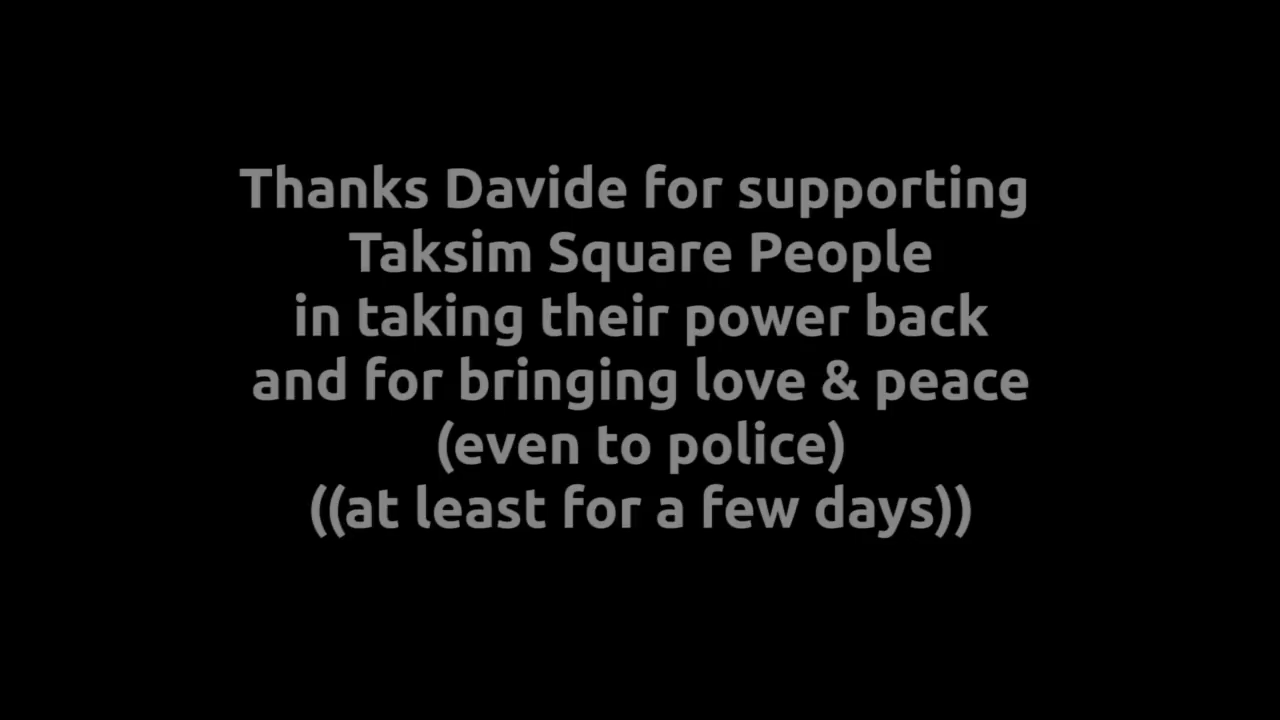 Thanks Davide for supporting
Taksim Square People
in taking their power back
and for bringing love & peace
(even to police)
((at least for a few days))